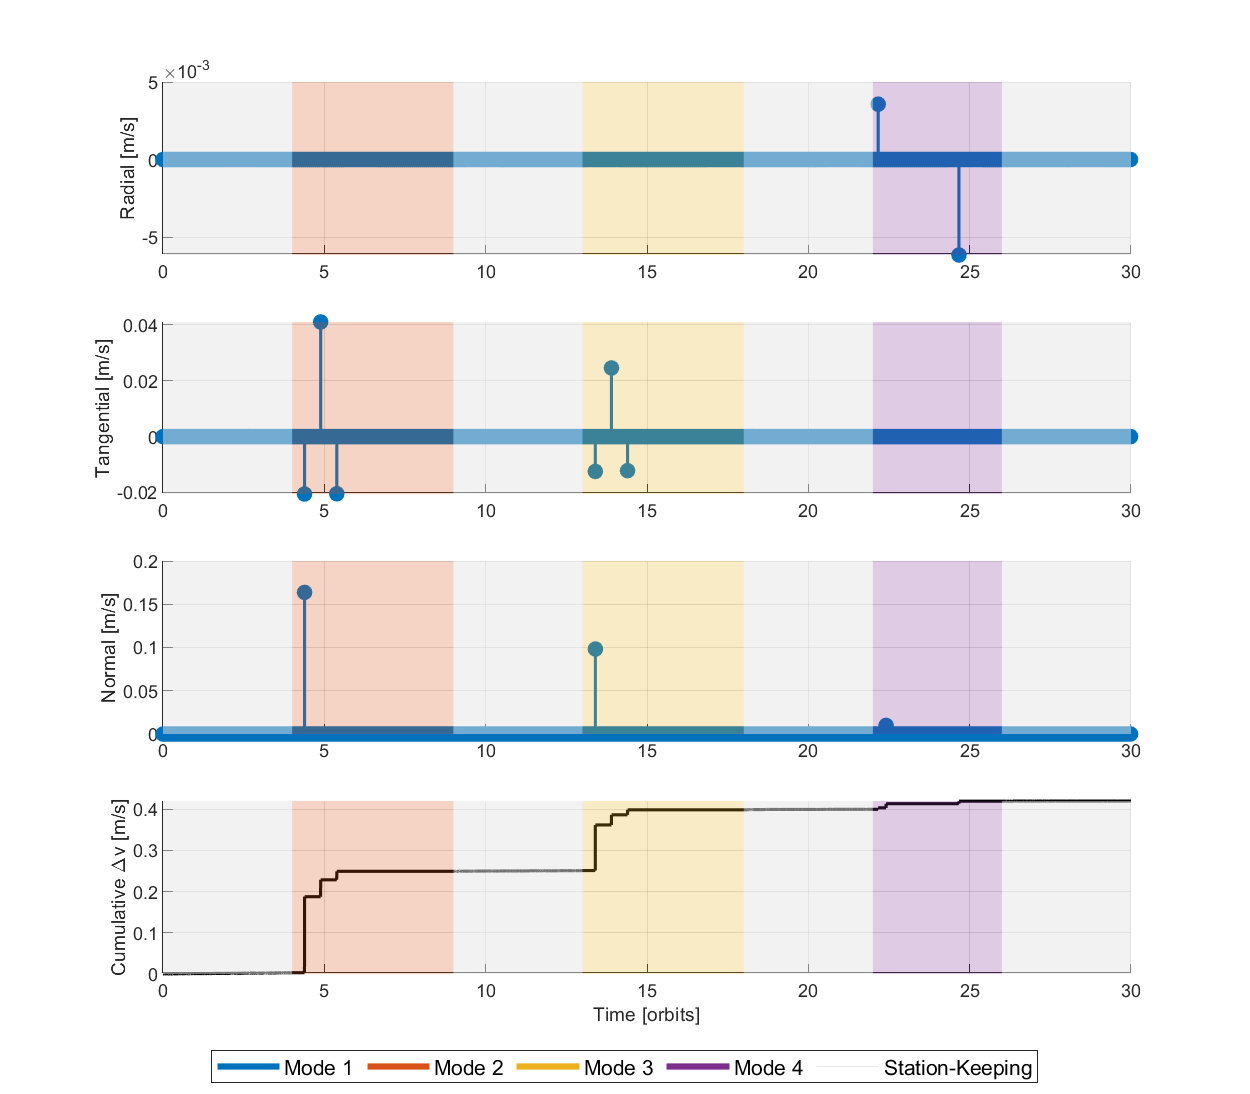 ×10⁻³
Radial [m/s]
5
0
-5
0 5 10 15 20 25 30
Tangential [m/s]
0.04
0.02
0
-0.02
0 5 10 15 20 25 30
Normal [m/s]
0.2
0.15
0.1
0.05
0
0 5 10 15 20 25 30
Cumulative Δv [m/s]
0.4
0.3
0.2
0.1
0
0 5 10 15 20 25 30
Time [orbits]
Mode 1 Mode 2 Mode 3 Mode 4 Station-Keeping